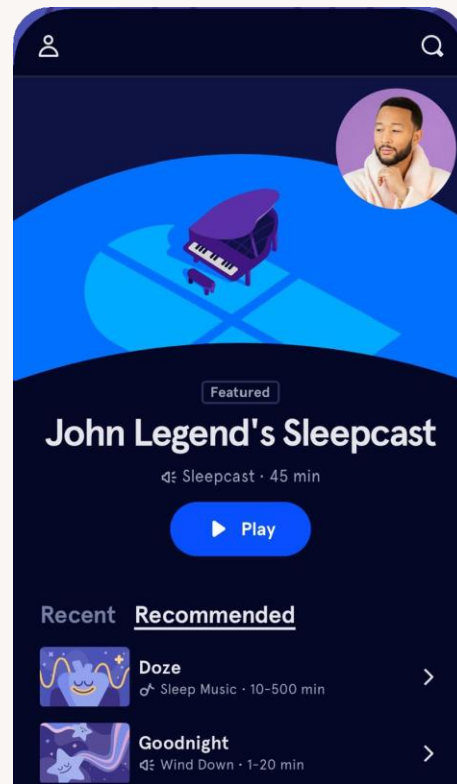 Featured
John Legend's Sleepcast
Sleepcast · 45 min
Play
Recent Recommended
Doze
Sleep Music · 10-500 min
Goodnight
Wind Down · 1-20 min